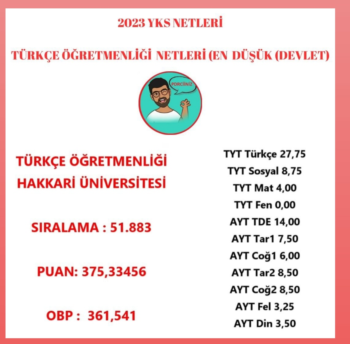 2023 YKS NETLERİ
TÜRKÇE ÖĞRETMENLİĞİ NETLERİ (EN DÜŞÜK (DEVLET)
TÜRKÇE ÖĞRETMENLİĞİ
HAKKARİ ÜNİVERSİTESİ
SIRALAMA : 51.883
PUAN: 375,33456
OBP : 361,541
TYT Türkçe 27,75
TYT Sosyal 8,75
TYT Mat 4,00
TYT Fen 0,00
AYT TDE 14,00
AYT Tar1 7,50
AYT Coğ1 6,00
AYT Tar2 8,50
AYT Coğ2 8,50
AYT Fel 3,25
AYT Din 3,50